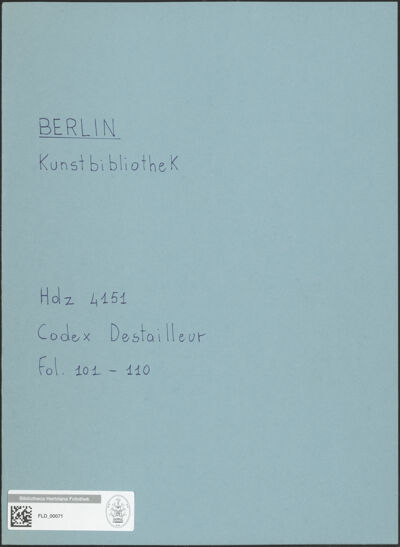 BERLIN
Kunstbibliothek
Hdz 4151
Codex Destailleur
Fol. 101 - 110
Bibliotheca Hertziana Fotothek
FLD_00071